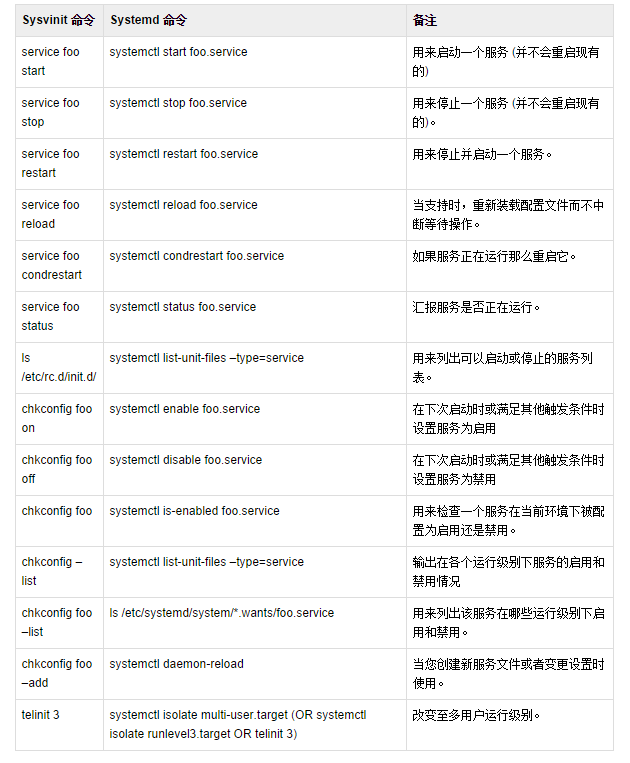 Sysvinit 命令 Systemd 命令 备注
service foo start systemctl start foo.service 用来启动一个服务 (并不会重启现有的)
service foo stop systemctl stop foo.service 用来停止一个服务 (并不会重启现有的)。
service foo restart systemctl restart foo.service 用来停止并启动一个服务。
service foo reload systemctl reload foo.service 当支持时，重新装载配置文件而不中断等待操作。
service foo condrestart systemctl condrestart foo.service 如果服务正在运行那么重启它。
service foo status systemctl status foo.service 汇报服务是否正在运行。
ls /etc/rc.d/init.d/ systemctl list-unit-files –type=service 用来列出可以启动或停止的服务列表。
chkconfig foo on systemctl enable foo.service 在下次启动时或满足其他触发条件时设置服务为启用
chkconfig foo off systemctl disable foo.service 在下次启动时或满足其他触发条件时设置服务为禁用
chkconfig foo systemctl is-enabled foo.service 用来检查一个服务在当前环境下被配置为启用还是禁用。
chkconfig –list systemctl list-unit-files –type=service 输出在各个运行级别下服务的启用和禁用情况
chkconfig foo –list ls /etc/systemd/system/*.wants/foo.service 用来列出该服务在哪些运行级别下启用和禁用。
chkconfig foo –add systemctl daemon-reload 当您创建新服务文件或者变更设置时使用。
telinit 3 systemctl isolate multi-user.target (OR systemctl isolate runlevel3.target OR telinit 3) 改变至多用户运行级别。